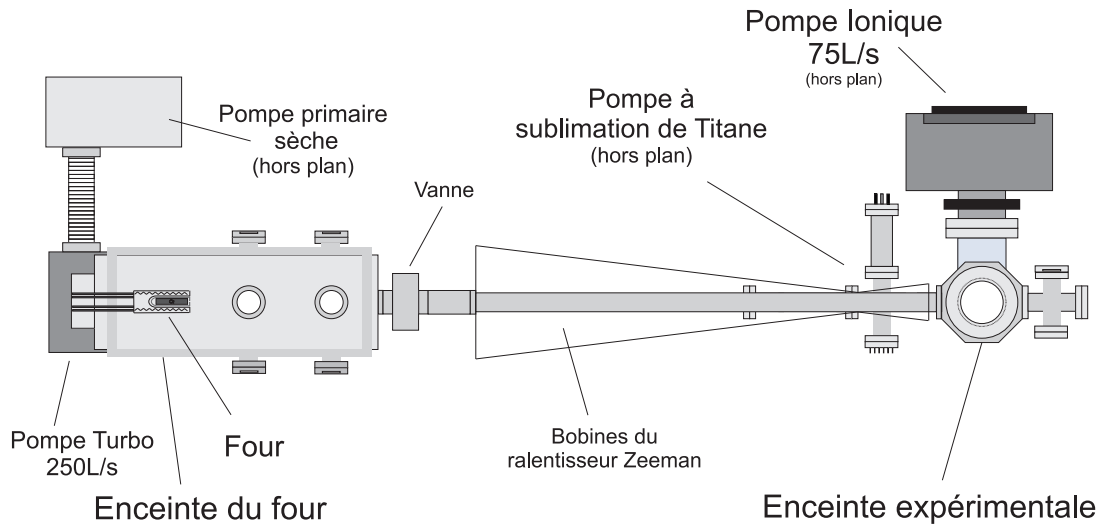 Pompe Ionique
75L/s
(hors plan)
Pompe primaire
sèche
(hors plan)
Pompe à
sublimation de Titane
(hors plan)
Vanne
Pompe Turbo
250L/s
Four
Enceinte du four
Bobines du
ralentisseur Zeeman
Enceinte expérimentale